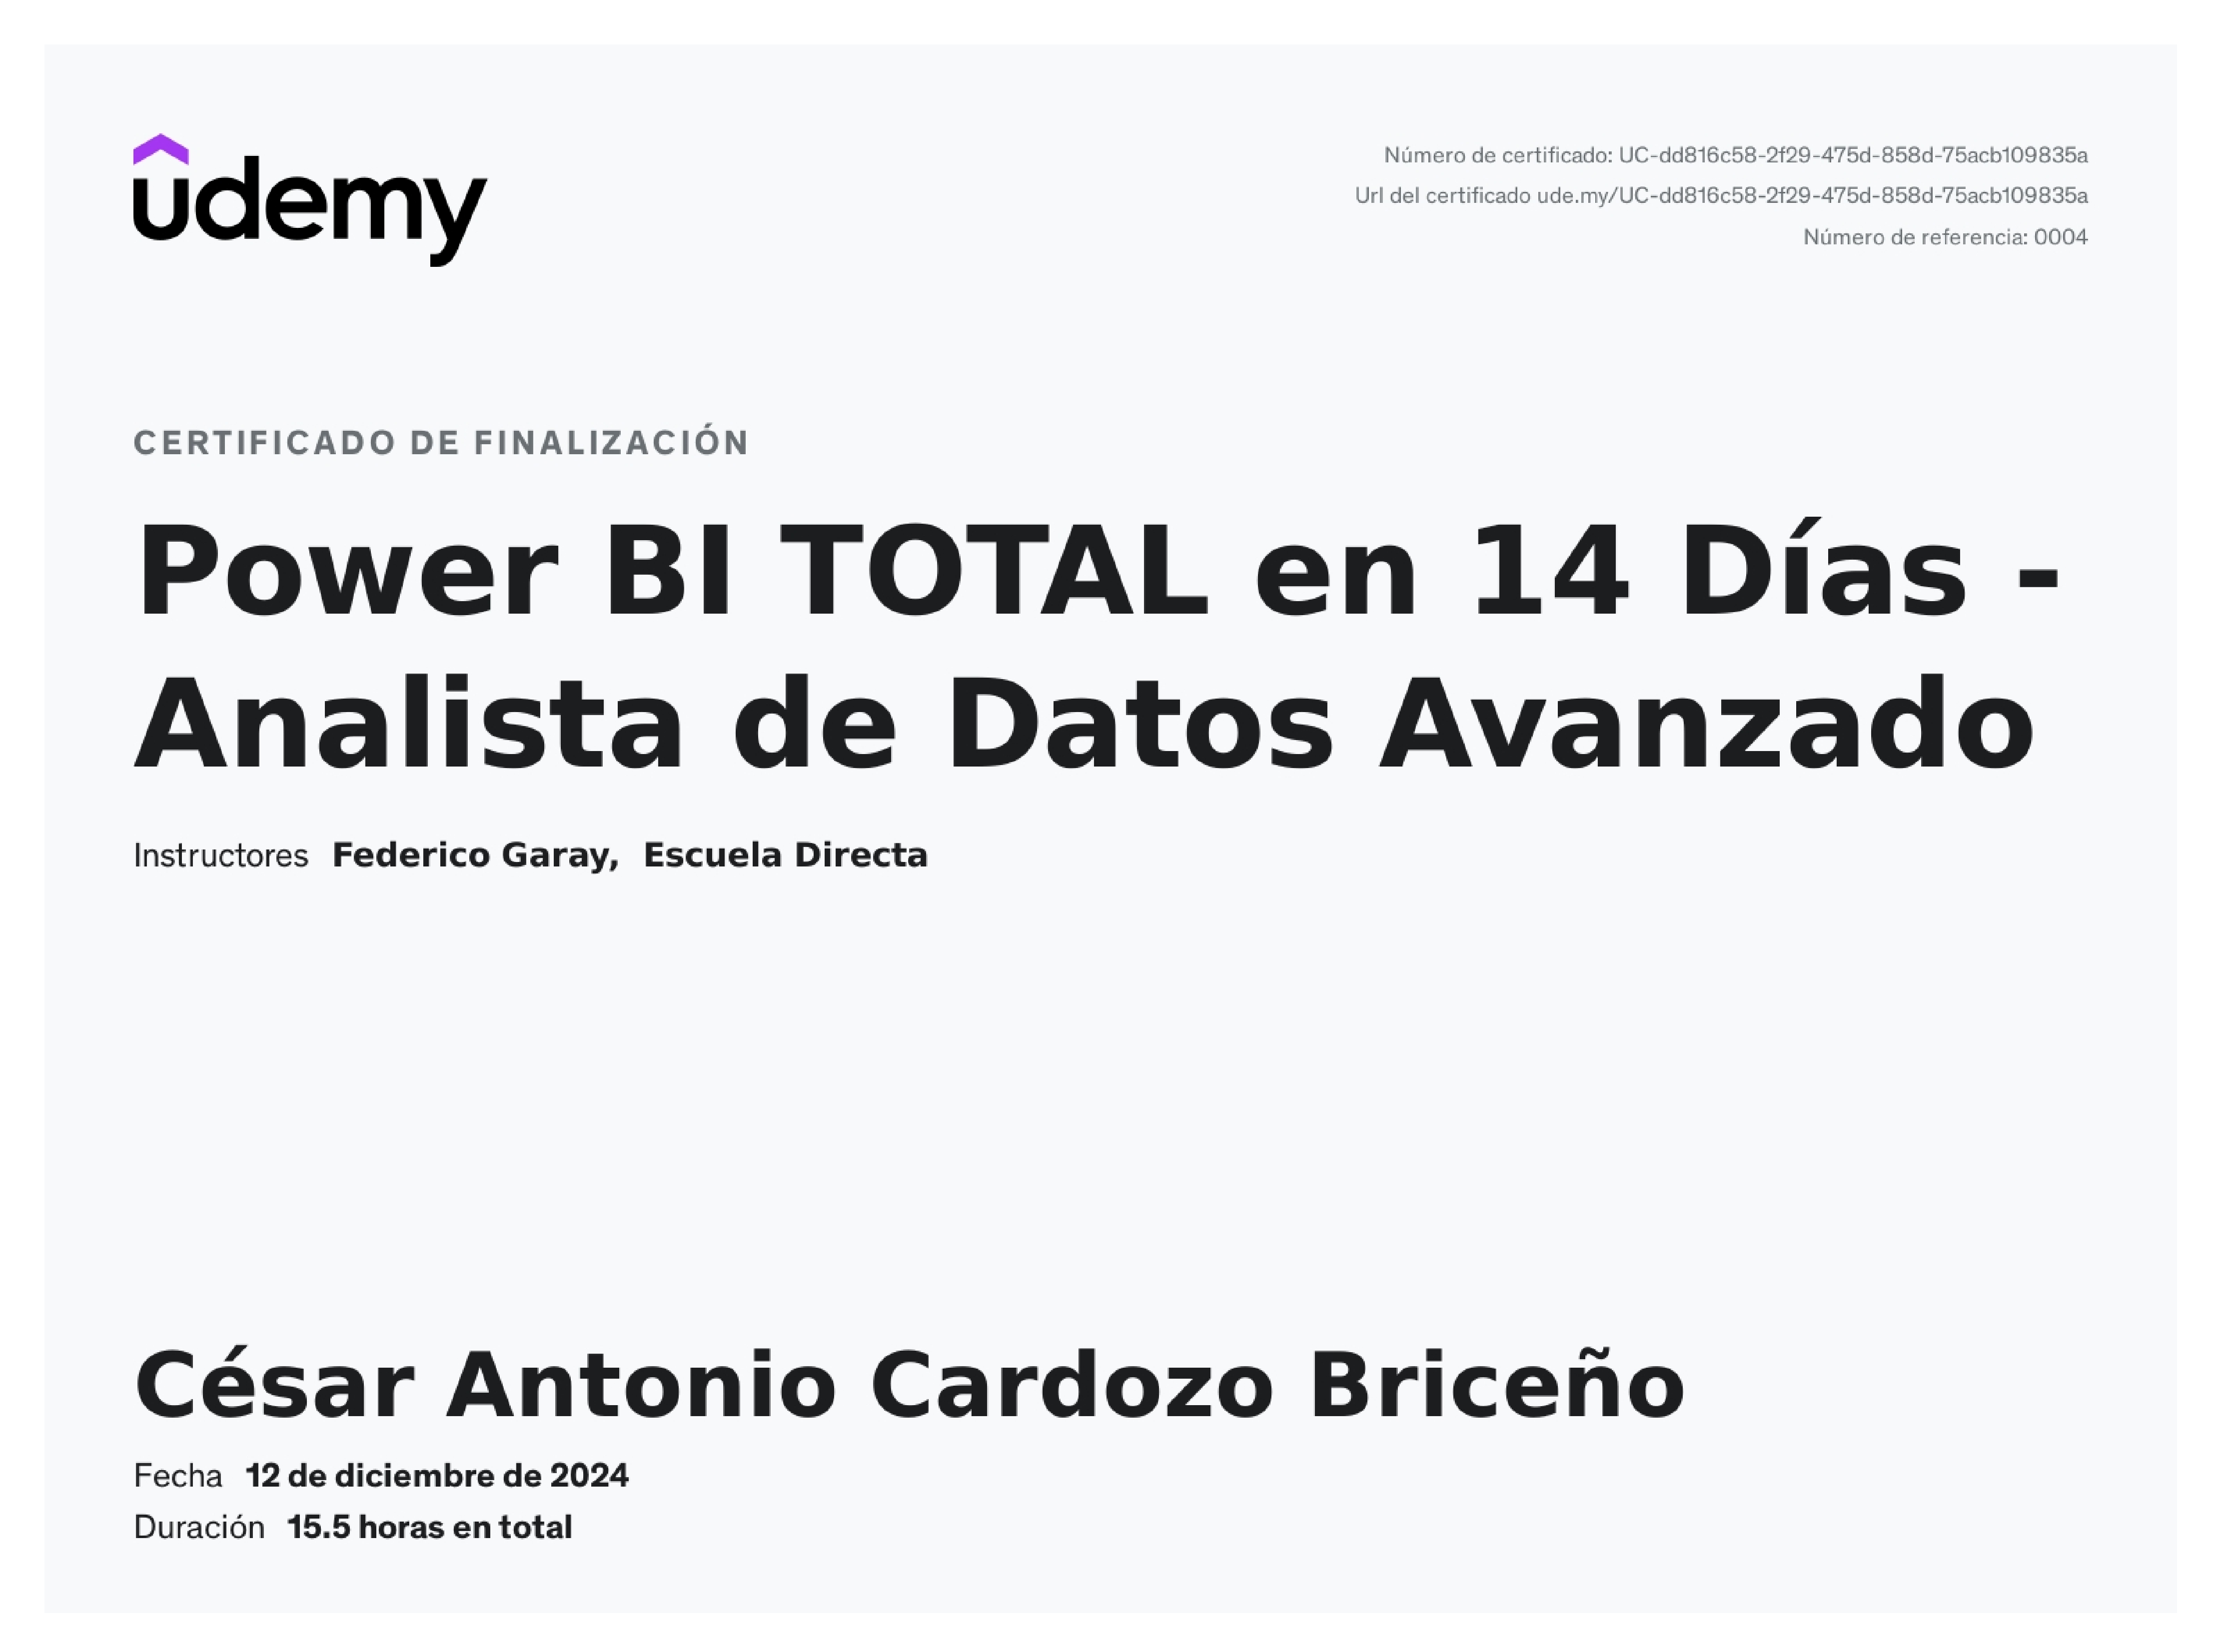 udemy
Número de certificado: UC-dd816c58-2f29-475d-858d-75acb109835a
Url del certificado ude.my/UC-dd816c58-2f29-475d-858d-75acb109835a
Número de referencia: 0004
CERTIFICADO DE FINALIZACIÓN
Power BI TOTAL en 14 Días -
Analista de Datos Avanzado
Instructores Federico Garay, Escuela Directa
César Antonio Cardozo Briceño
Fecha 12 de diciembre de 2024
Duración 15.5 horas en total